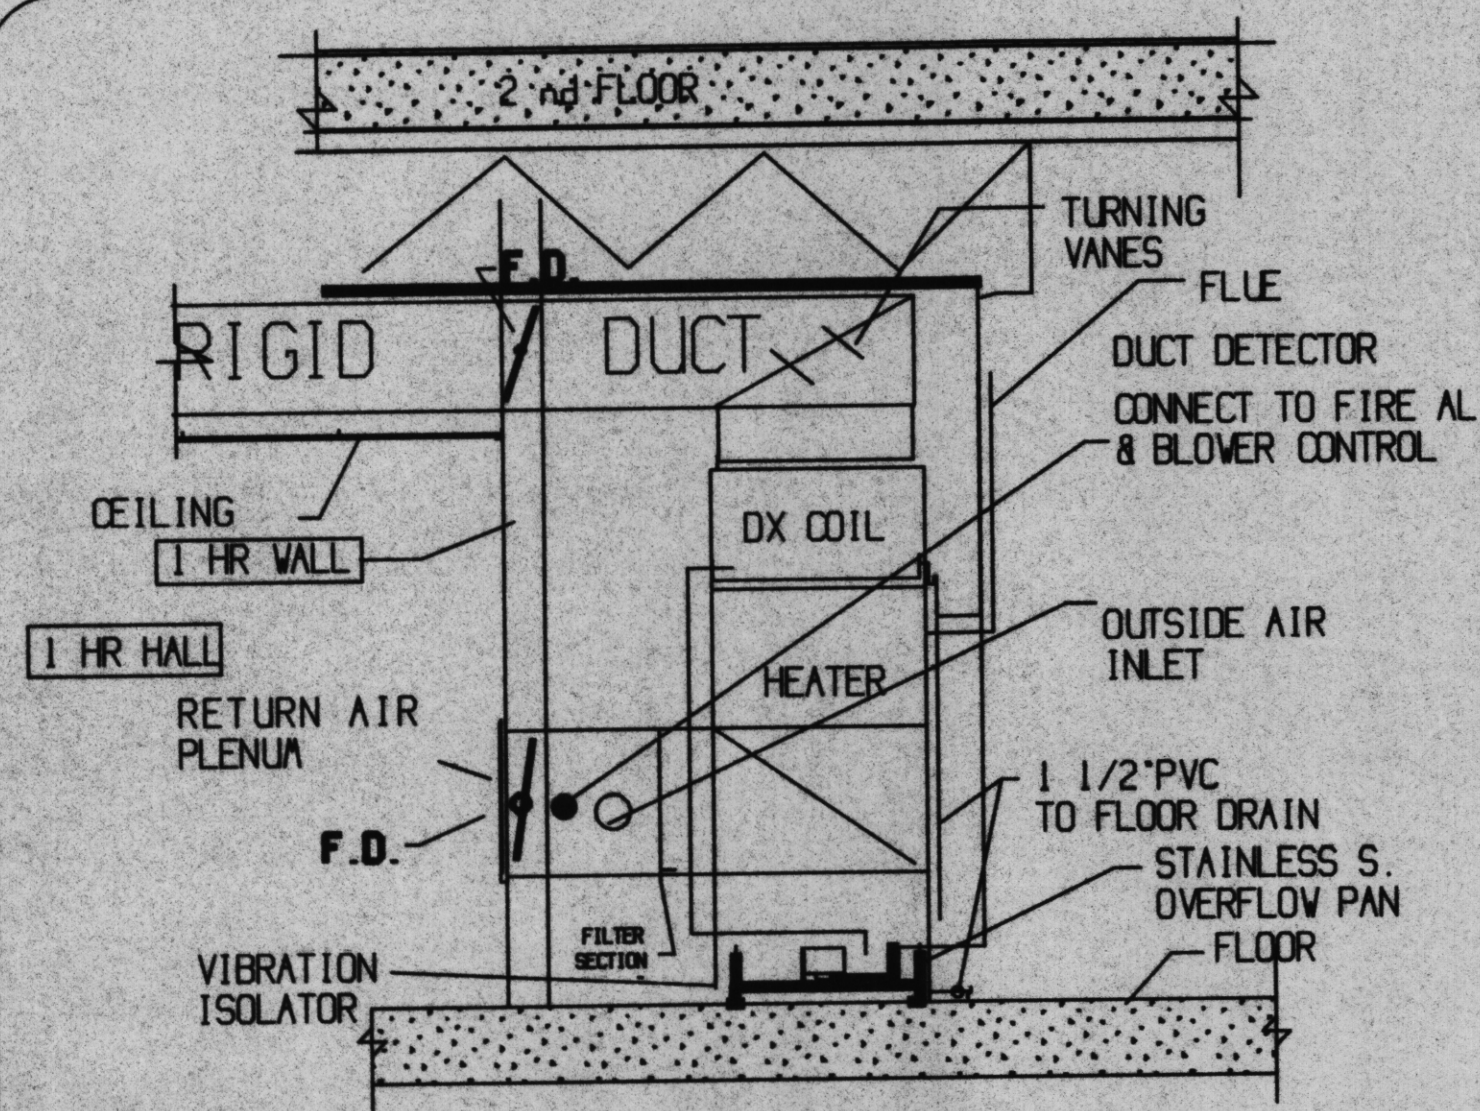 2 nd FLOOR
TURNING
VANES
F.D.
FLUE
RIGID DUCT
DUCT DETECTOR
CONNECT TO FIRE AL
& BLOWER CONTROL
CEILING
DX COIL
1 HR WALL
1 HR HALL
OUTSIDE AIR
INLET
HEATER
RETURN AIR
PLENUM
1 1/2"PVC
TO FLOOR DRAIN
F.D.
STAINLESS S.
OVERFLOW PAN
FILTER
SECTION
FLOOR
VIBRATION
ISOLATOR